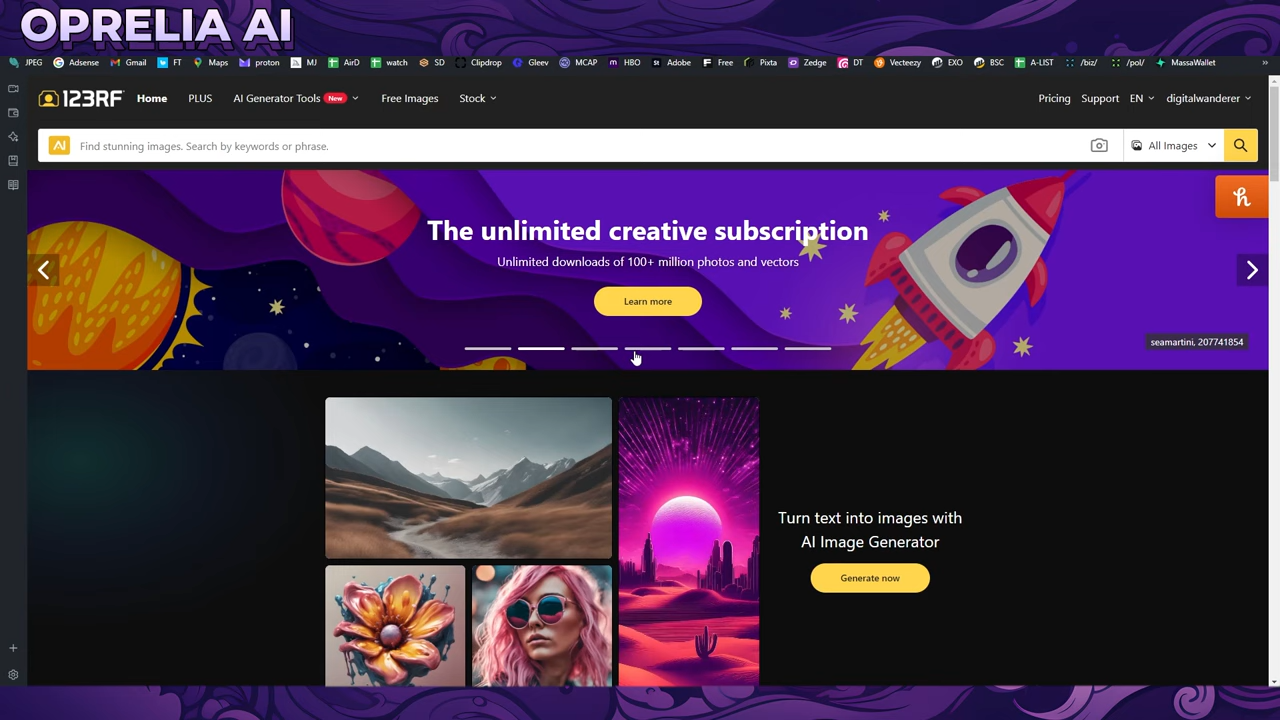 OPRELIA AI
JPEG Adsense Gmail FT Maps proton MJ AirD watch SD Clipdrop Gleev MCAP HBO Adobe Free Pixta Zedge DT Vecteezy EXO BSC A-LIST /biz/ /pol/ MassaWallet »
123RF Home PLUS AI Generator Tools New Free Images Stock Pricing Support EN digitalwanderer
AI Find stunning images. Search by keywords or phrase. All Images
The unlimited creative subscription
Unlimited downloads of 100+ million photos and vectors
Learn more
seamartini, 207741854
Turn text into images with
AI Image Generator
Generate now